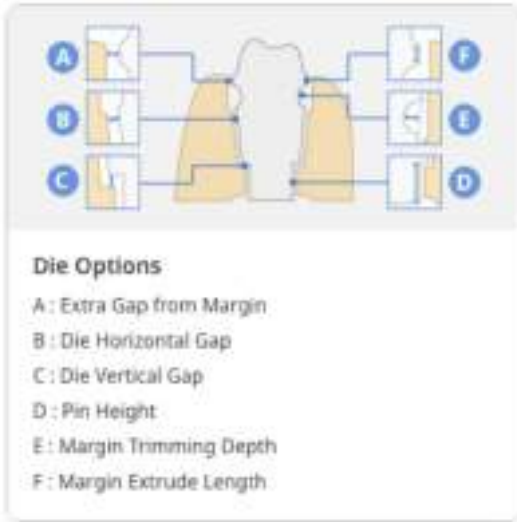 A
F
B
E
C
D
Die Options
A : Extra Gap from Margin
B : Die Horizontal Gap
C : Die Vertical Gap
D : Pin Height
E : Margin Trimming Depth
F : Margin Extrude Length